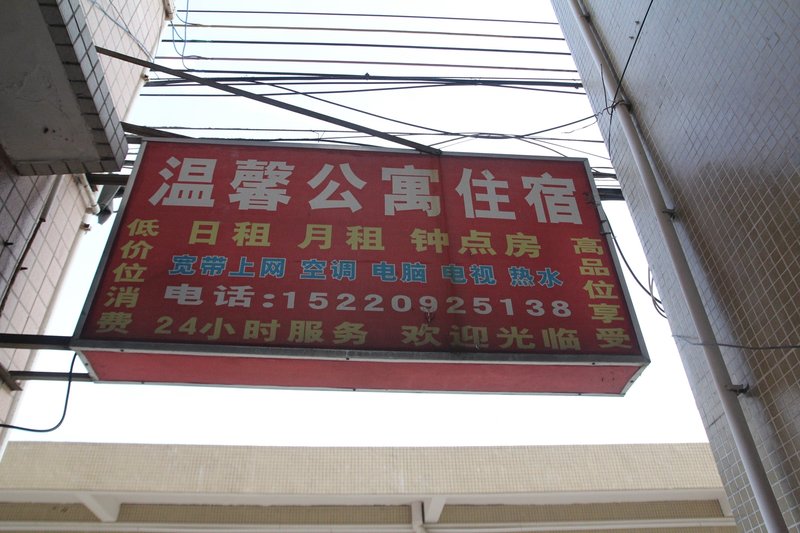 温馨公寓住宿
日租 月租 钟点房
宽带上网 空调 电脑 电视 热水
电话:15220925138
24小时服务 欢迎光临
低价位消费
高品位享受